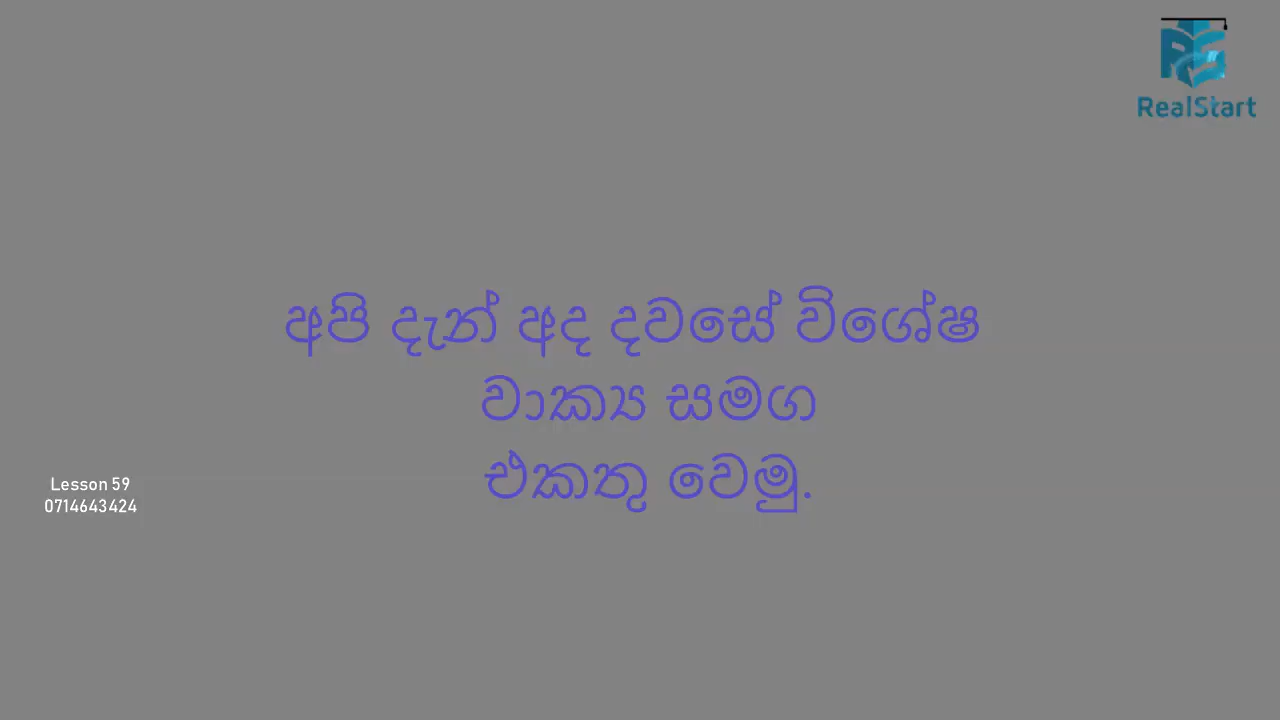 RealStart
අපි දැන් අද දවසේ විශේෂ
වාක්‍ය සමග
එකතු වෙමු.
Lesson 59
0714643424